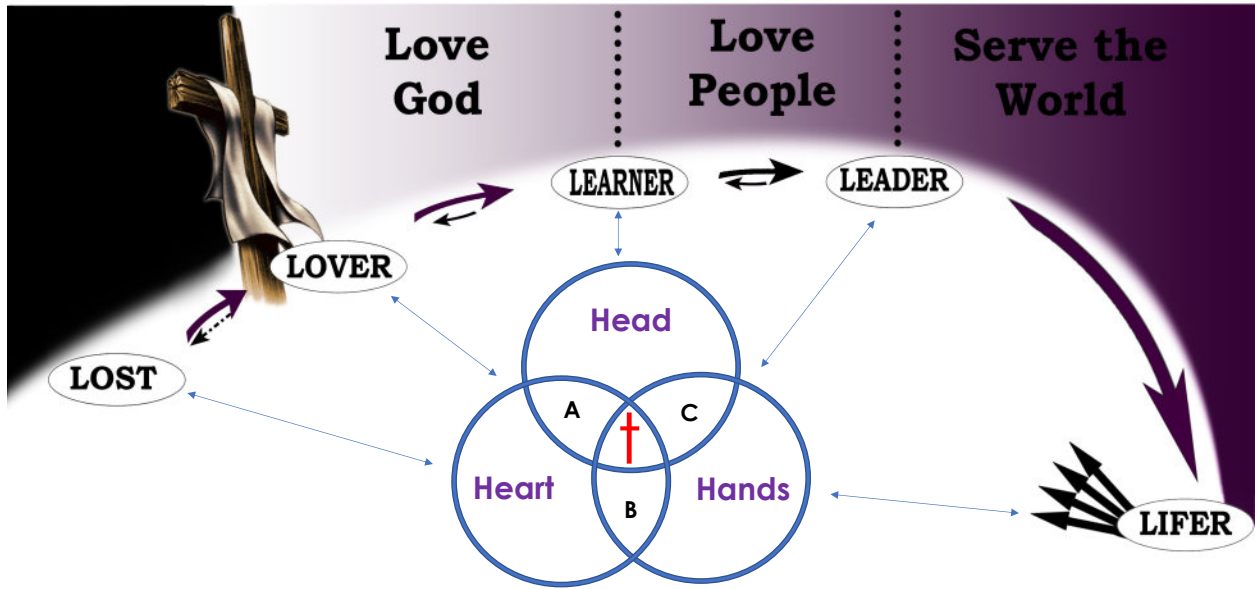 Love
God
Love
People
Serve the
World
LEARNER
LEADER
LOVER
LOST
Head
A
C
Heart
Hands
B
LIFER